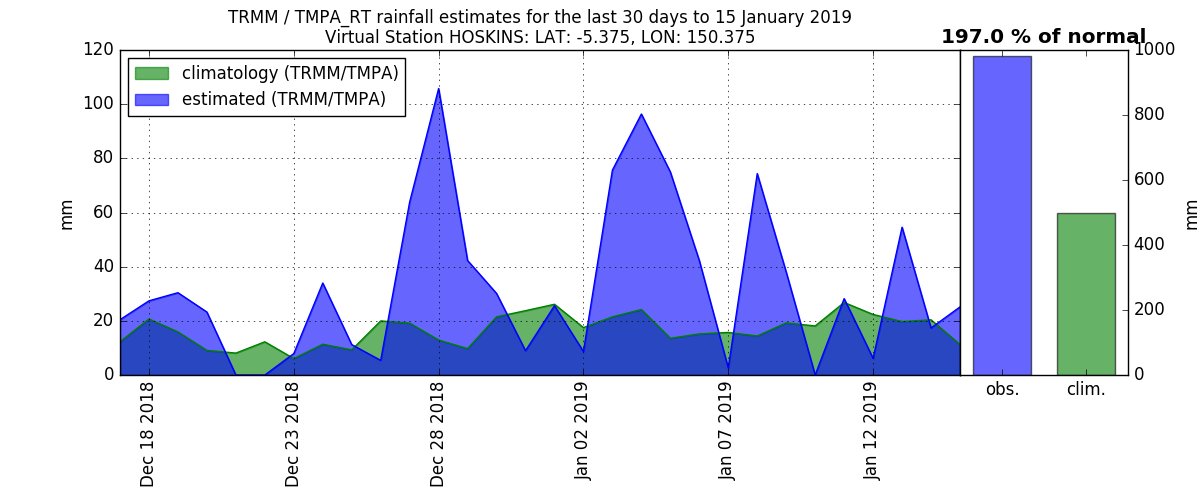 TRMM / TMPA_RT rainfall estimates for the last 30 days to 15 January 2019
Virtual Station HOSKINS: LAT: -5.375, LON: 150.375
197.0 % of normal
climatology (TRMM/TMPA)
estimated (TRMM/TMPA)
120
100
80
60
40
20
0
mm
Dec 18 2018
Dec 23 2018
Dec 28 2018
Jan 02 2019
Jan 07 2019
Jan 12 2019
obs.
clim.
1000
800
600
400
200
0
mm